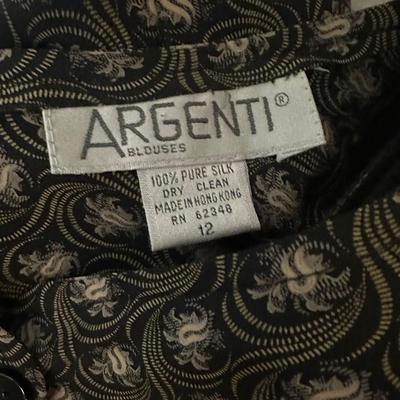 ARGENTI®
BLOUSES
100% PURE SILK
DRY CLEAN
MADE IN HONG KONG
RN 62348
12